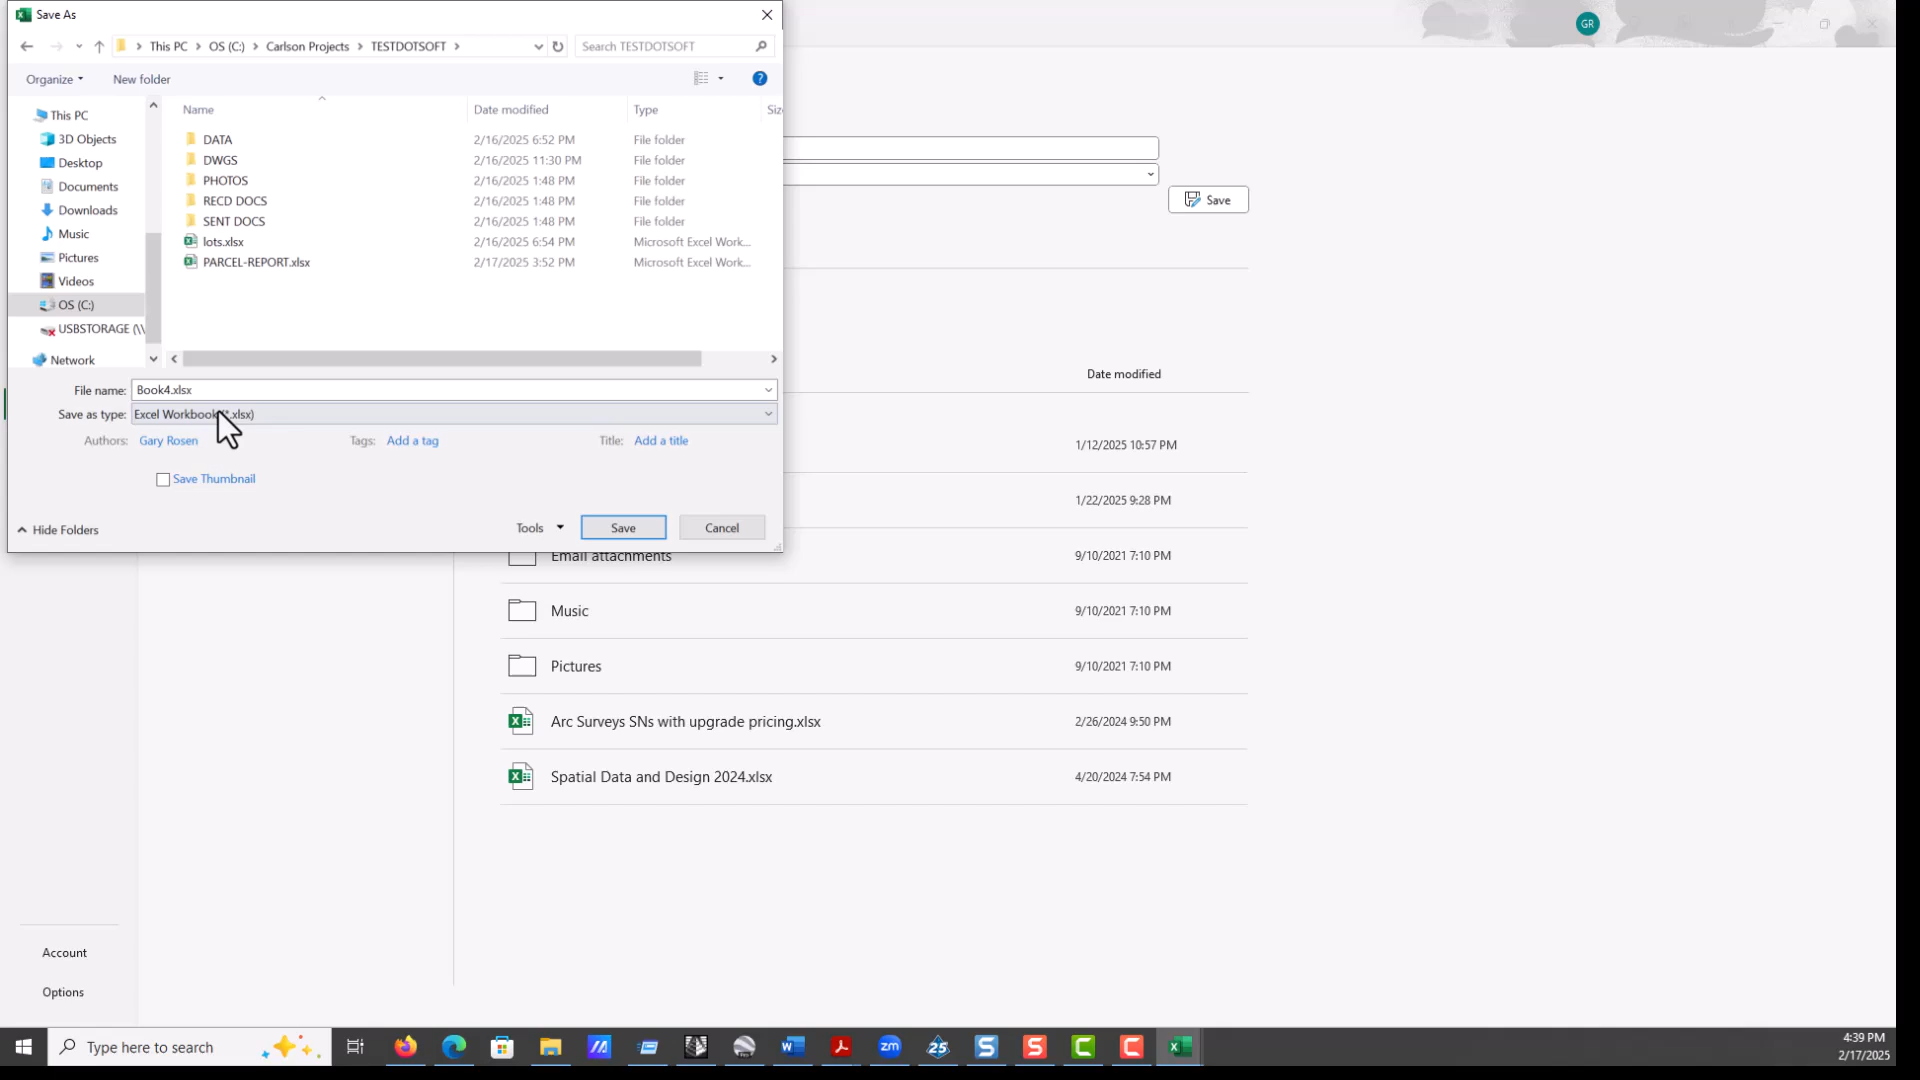 Save As
GR
This PC
OS (C:)
Carlson Projects
TESTDOTSOFT
Search TESTDOTSOFT
Organize
New folder
Name
Date modified
Type
Siz
This PC
3D Objects
Desktop
Documents
Downloads
Music
Pictures
Videos
OS (C:)
USBSTORAGE (\\
Network
DATA 2/16/2025 6:52 PM File folder
DWGS 2/16/2025 11:30 PM File folder
PHOTOS 2/16/2025 1:48 PM File folder
RECD DOCS 2/16/2025 1:48 PM File folder
SENT DOCS 2/16/2025 1:48 PM File folder
lots.xlsx 2/16/2025 6:54 PM Microsoft Excel Work...
PARCEL-REPORT.xlsx 2/17/2025 3:52 PM Microsoft Excel Work...
File name: Book4.xlsx
Save as type: Excel Workbook (*.xlsx)
Authors: Gary Rosen
Tags: Add a tag
Title: Add a title
Save Thumbnail
Hide Folders
Tools
Save
Cancel
Save
Date modified
1/12/2025 10:57 PM
1/22/2025 9:28 PM
Email attachments 9/10/2021 7:10 PM
Music 9/10/2021 7:10 PM
Pictures 9/10/2021 7:10 PM
Arc Surveys SNs with upgrade pricing.xlsx 2/26/2024 9:50 PM
Spatial Data and Design 2024.xlsx 4/20/2024 7:54 PM
Account
Options
Type here to search
zm
25
4:39 PM
2/17/2025